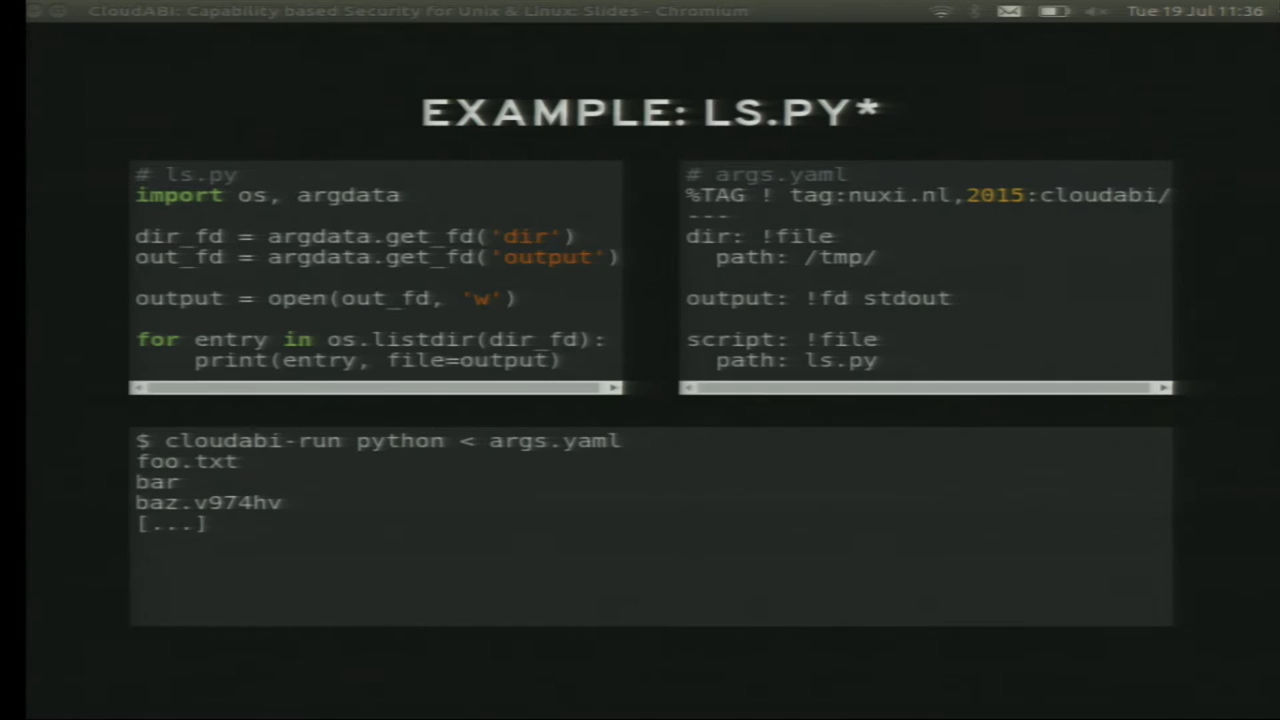 CloudABI: Capability based Security for Unix & Linux: Slides - Chromium
Tue 19 Jul 11:36
EXAMPLE: LS.PY*
# ls.py
import os, argdata
dir_fd = argdata.get_fd('dir')
out_fd = argdata.get_fd('output')
output = open(out_fd, 'w')
for entry in os.listdir(dir_fd):
    print(entry, file=output)
# args.yaml
%TAG ! tag:nuxi.nl,2015:cloudabi/
---
dir: !file
  path: /tmp/
output: !fd stdout
script: !file
  path: ls.py
$ cloudabi-run python < args.yaml
foo.txt
bar
baz.v974hv
[...]